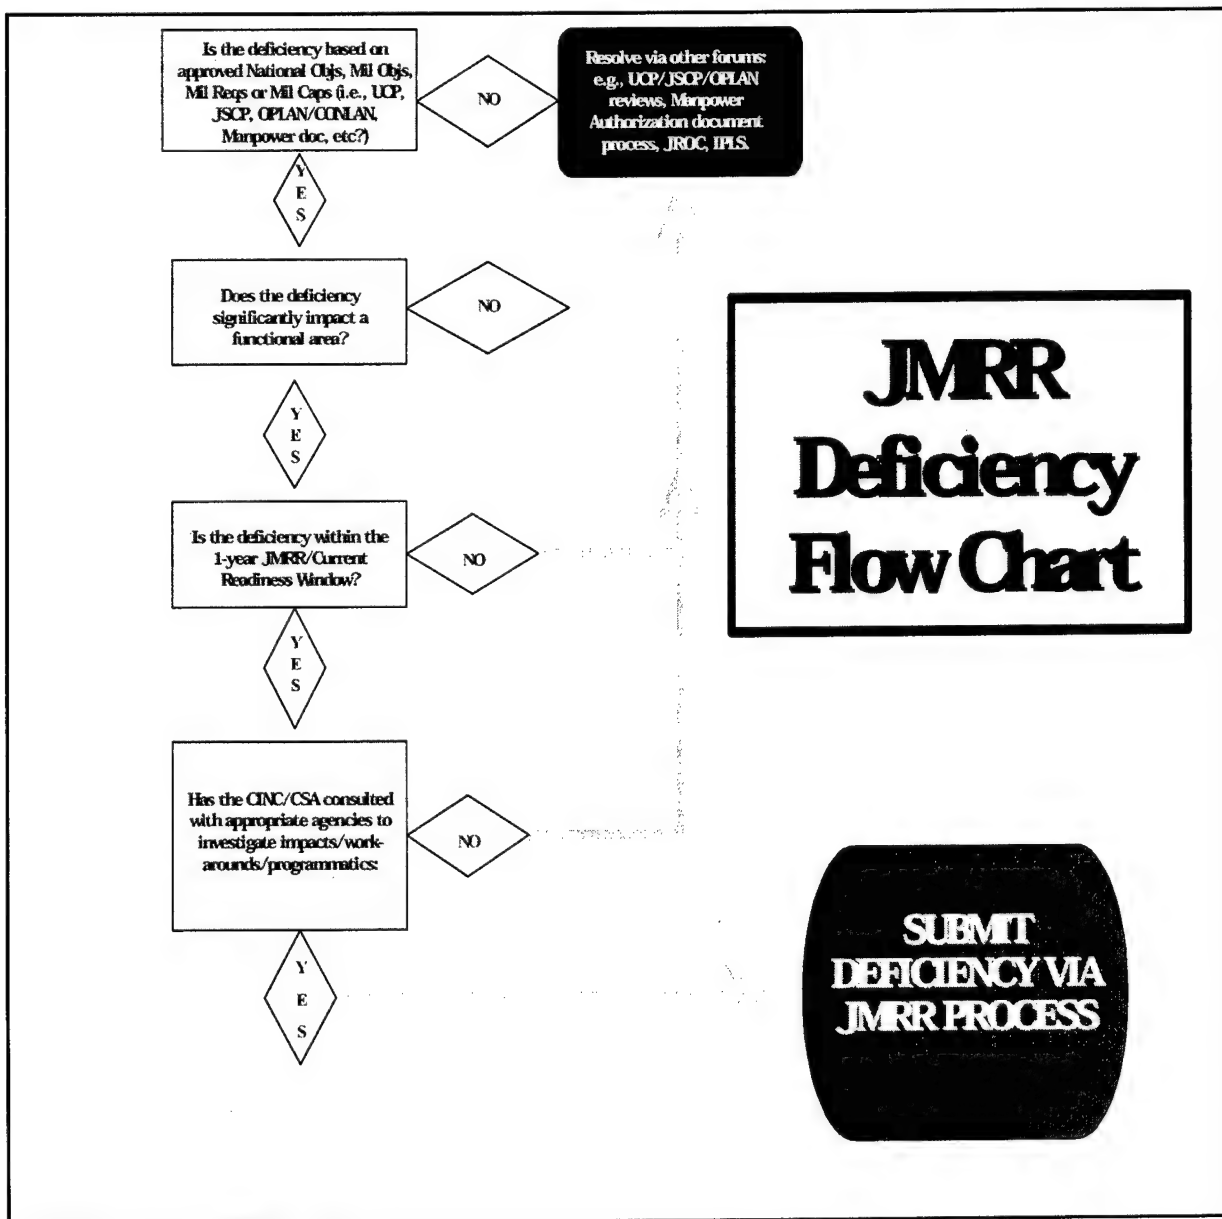 Is the deficiency based on
approved National Objs, Mil Objs,
Mil Reqs or Mil Caps (i.e., UCP,
JSCP, OPLAN/CONLAN,
Manpower doc, etc?)
NO
Resolve via other forums:
e.g., UCP/JSCP/OPLAN
reviews, Manpower
Authorization document
process, JROC, IPLS.
Y
E
S
Does the deficiency
significantly impact a
functional area?
NO
Y
E
S
JMRR
Deficiency
Flow Chart
Is the deficiency within the
1-year JMRR/Current
Readiness Window?
NO
Y
E
S
Has the CINC/CSA consulted
with appropriate agencies to
investigate impacts/work-
arounds/programmatics:
NO
Y
E
S
SUBMIT
DEFICIENCY VIA
JMRR PROCESS